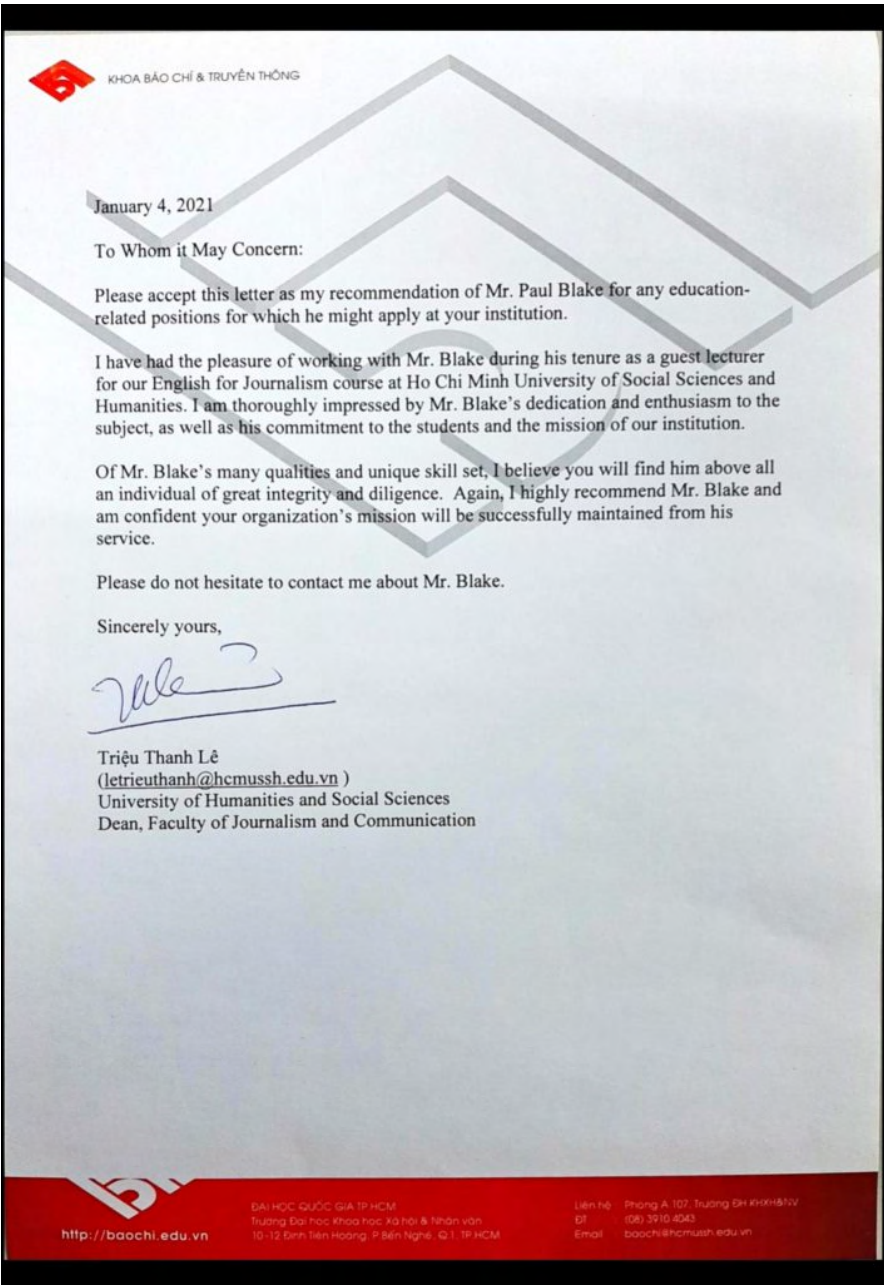 KHOA BÁO CHÍ & TRUYỀN THÔNG
January 4, 2021
To Whom it May Concern:
Please accept this letter as my recommendation of Mr. Paul Blake for any education-
related positions for which he might apply at your institution.
I have had the pleasure of working with Mr. Blake during his tenure as a guest lecturer
for our English for Journalism course at Ho Chi Minh University of Social Sciences and
Humanities. I am thoroughly impressed by Mr. Blake's dedication and enthusiasm to the
subject, as well as his commitment to the students and the mission of our institution.
Of Mr. Blake's many qualities and unique skill set, I believe you will find him above all
an individual of great integrity and diligence.  Again, I highly recommend Mr. Blake and
am confident your organization's mission will be successfully maintained from his
service.
Please do not hesitate to contact me about Mr. Blake.
Sincerely yours,
Triệu Thanh Lê
(letrieuthanh@hcmussh.edu.vn )
University of Humanities and Social Sciences
Dean, Faculty of Journalism and Communication
http://baochi.edu.vn
ĐẠI HỌC QUỐC GIA TP.HCM
Trường Đại học Khoa học Xã hội & Nhân văn
10-12 Đinh Tiên Hoàng, P.Bến Nghé, Q.1, TP.HCM
Liên hệ : Phòng A.107, Trường ĐH KHXH&NV
ĐT : (08) 3910 4043
Email : baochi@hcmussh.edu.vn